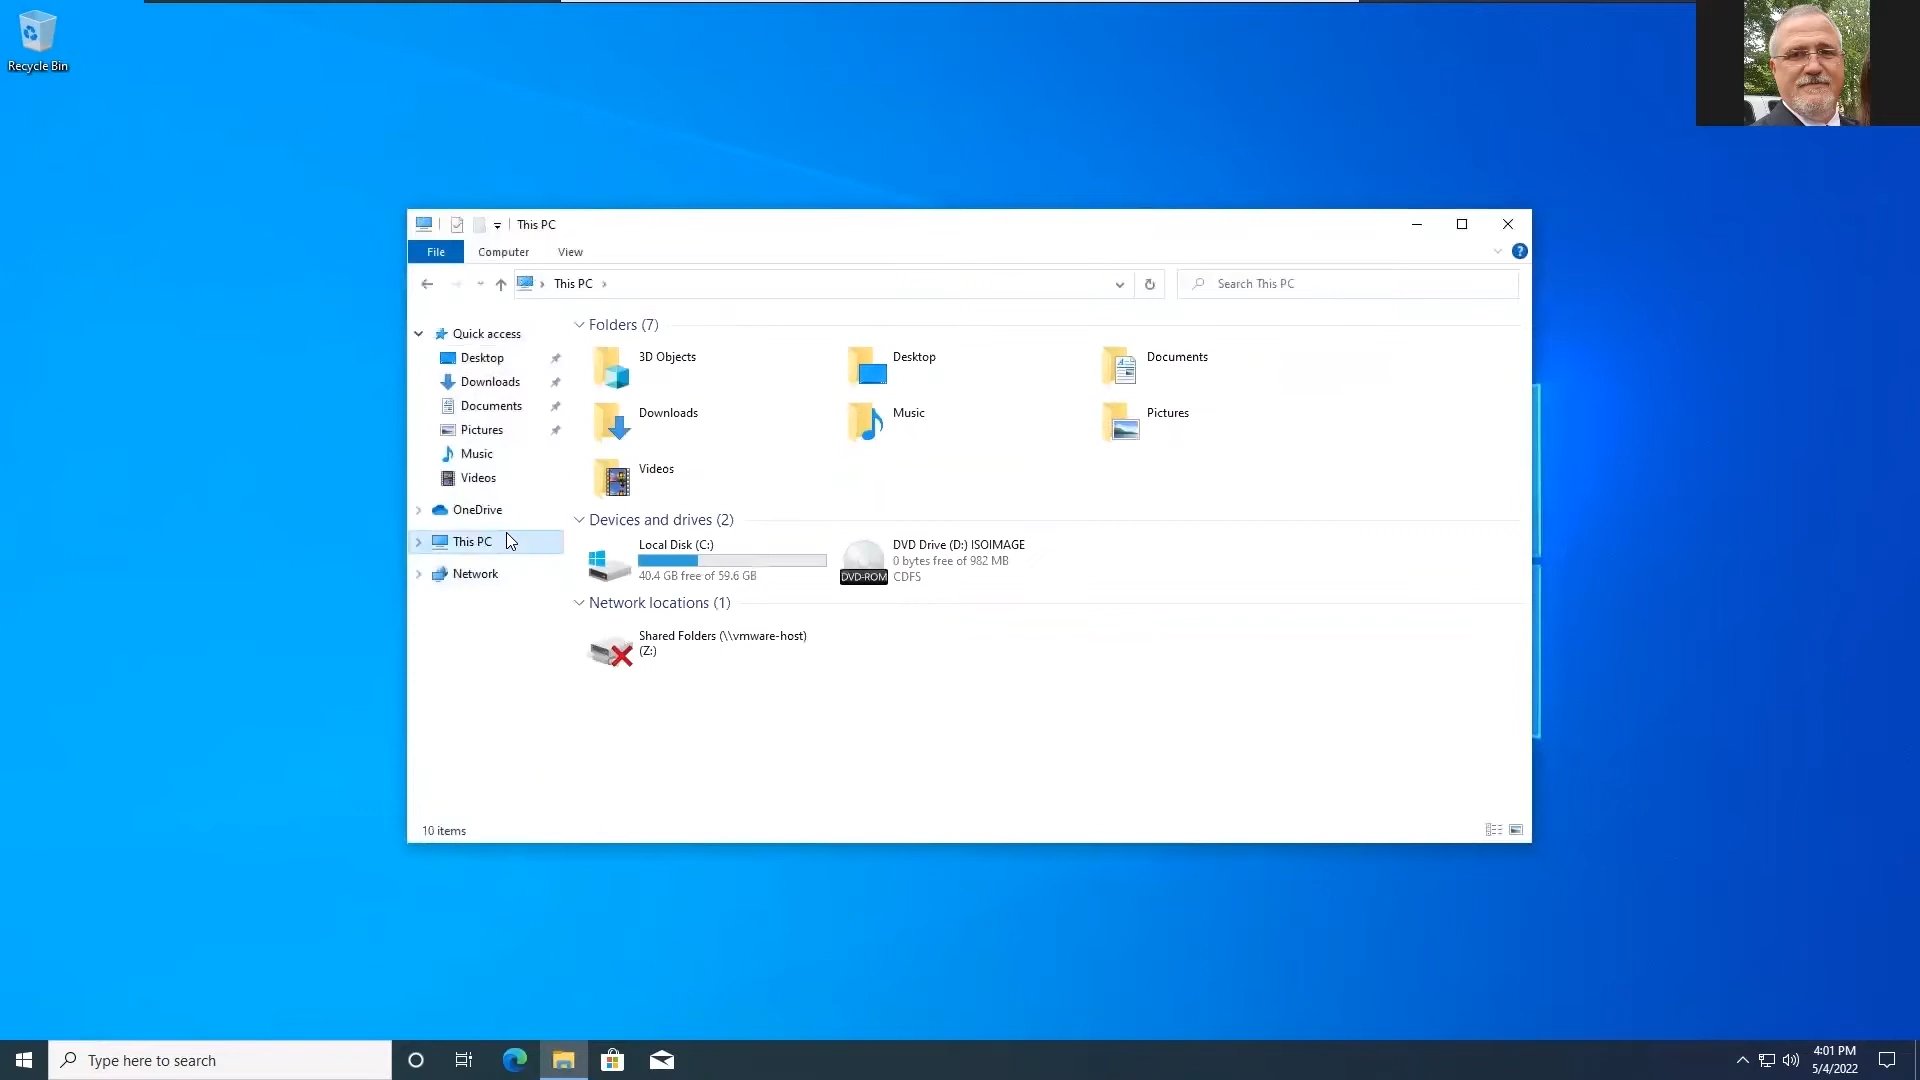 Recycle Bin
This PC
File Computer View
This PC
Search This PC
Quick access
Desktop
Downloads
Documents
Pictures
Music
Videos
OneDrive
This PC
Network
Folders (7)
3D Objects
Desktop
Documents
Downloads
Music
Pictures
Videos
Devices and drives (2)
Local Disk (C:)
40.4 GB free of 59.6 GB
DVD Drive (D:) ISOIMAGE
0 bytes free of 982 MB
DVD-ROM CDFS
Network locations (1)
Shared Folders (\\vmware-host)
(Z:)
10 items
Type here to search
4:01 PM
5/4/2022